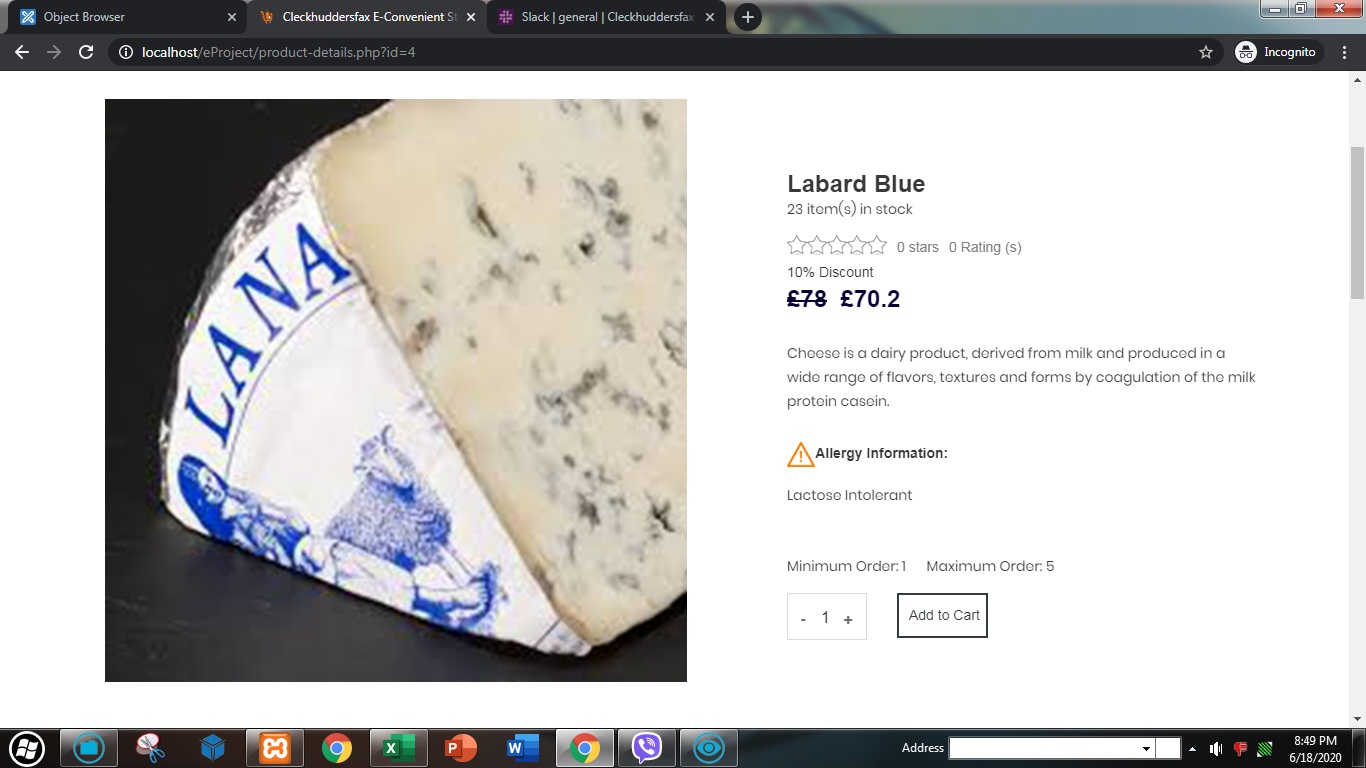 Object Browser
Cleckhuddersfax E-Convenient St
Slack | general | Cleckhuddersfax
localhost/eProject/product-details.php?id=4
Incognito
LANA
Labard Blue
23 item(s) in stock
0 stars 0 Rating (s)
10% Discount
£78 £70.2
Cheese is a dairy product, derived from milk and produced in a
wide range of flavors, textures and forms by coagulation of the milk
protein casein.
Allergy Information:
Lactose Intolerant
Minimum Order: 1 Maximum Order: 5
- 1 +
Add to Cart
Address
8:49 PM
6/18/2020